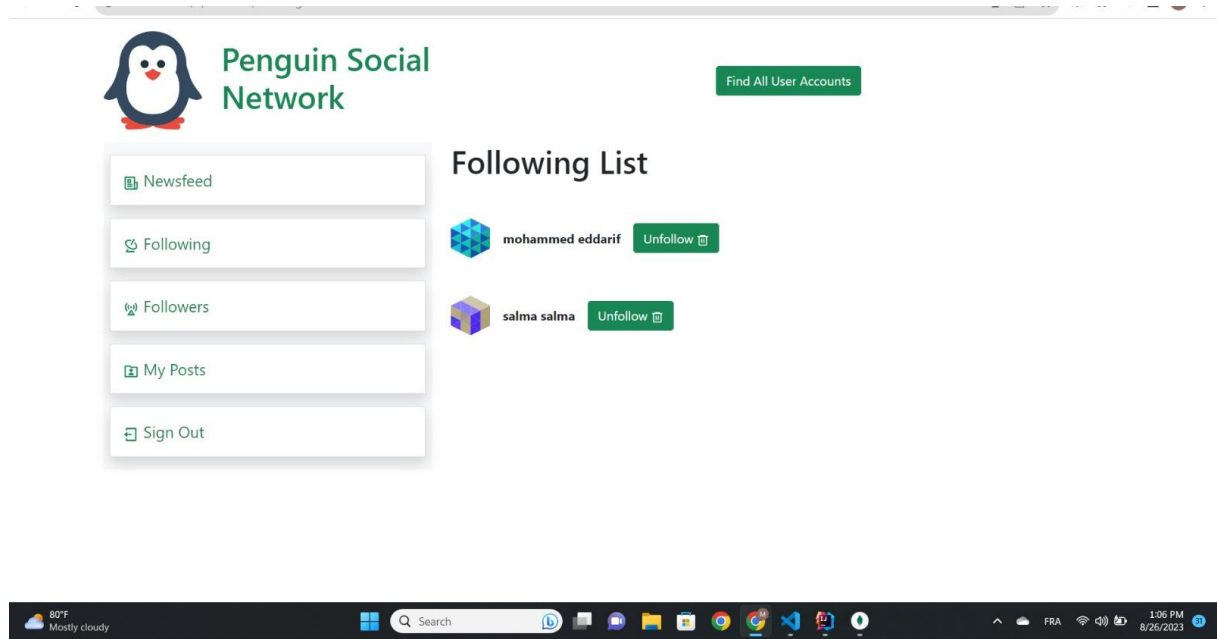 Penguin Social
Network
Find All User Accounts
Newsfeed
Following
Followers
My Posts
Sign Out
Following List
mohammed eddarif
Unfollow
salma salma
Unfollow
80°F
Mostly cloudy
Search
FRA
1:06 PM
8/26/2023
31